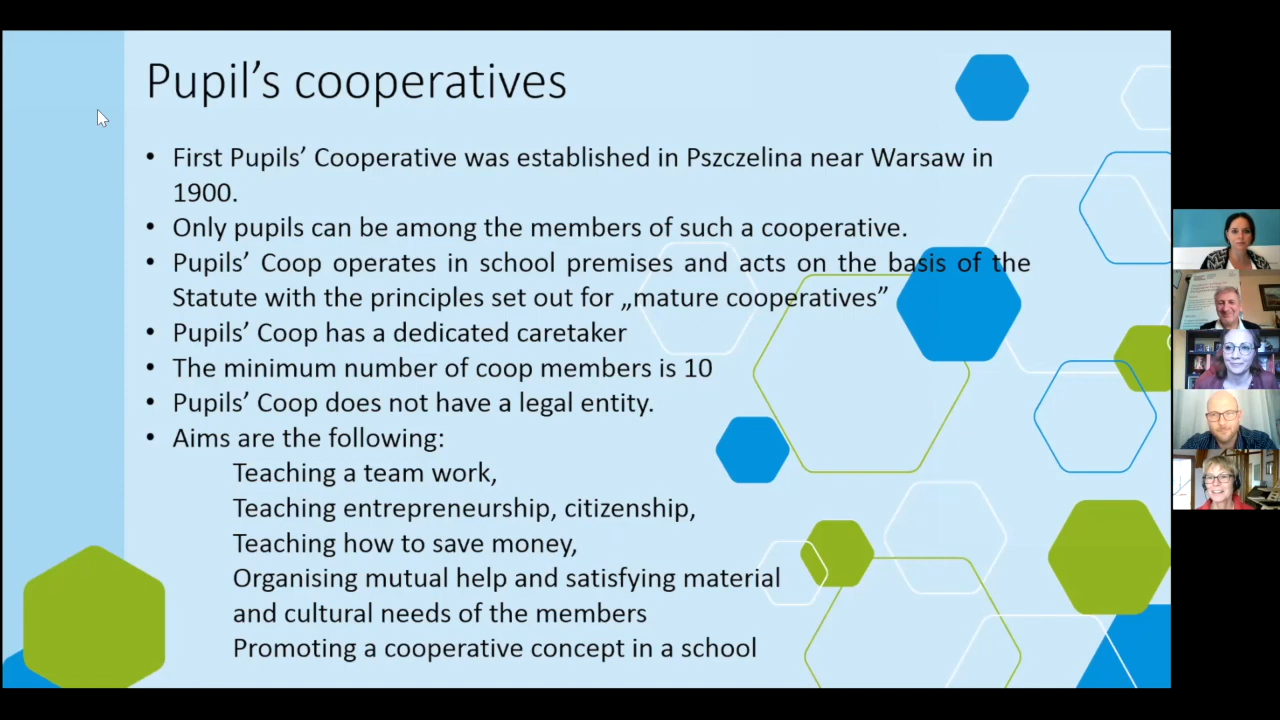 Pupil’s cooperatives
• First Pupils’ Cooperative was established in Pszczelina near Warsaw in
1900.
• Only pupils can be among the members of such a cooperative.
• Pupils’ Coop operates in school premises and acts on the basis of the
Statute with the principles set out for „mature cooperatives”
• Pupils’ Coop has a dedicated caretaker
• The minimum number of coop members is 10
• Pupils’ Coop does not have a legal entity.
• Aims are the following:
Teaching a team work,
Teaching entrepreneurship, citizenship,
Teaching how to save money,
Organising mutual help and satisfying material
and cultural needs of the members
Promoting a cooperative concept in a school